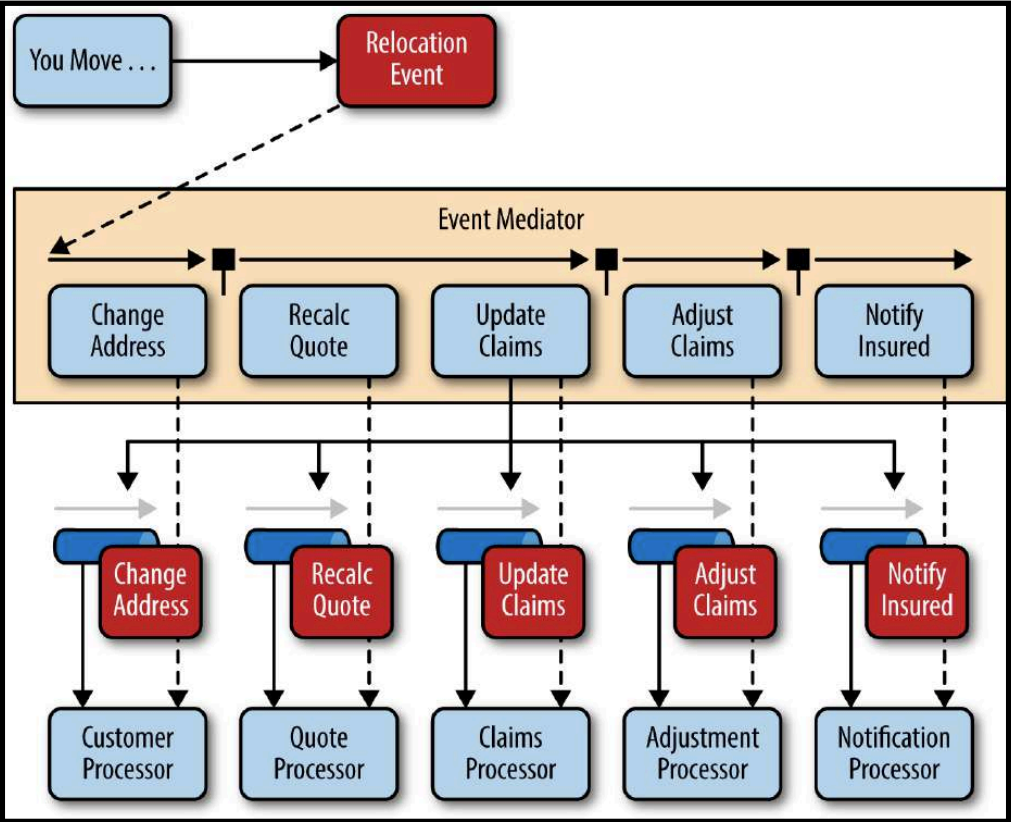 You Move . . .
Relocation
Event
Event Mediator
Change
Address
Recalc
Quote
Update
Claims
Adjust
Claims
Notify
Insured
Change
Address
Recalc
Quote
Update
Claims
Adjust
Claims
Notify
Insured
Customer
Processor
Quote
Processor
Claims
Processor
Adjustment
Processor
Notification
Processor